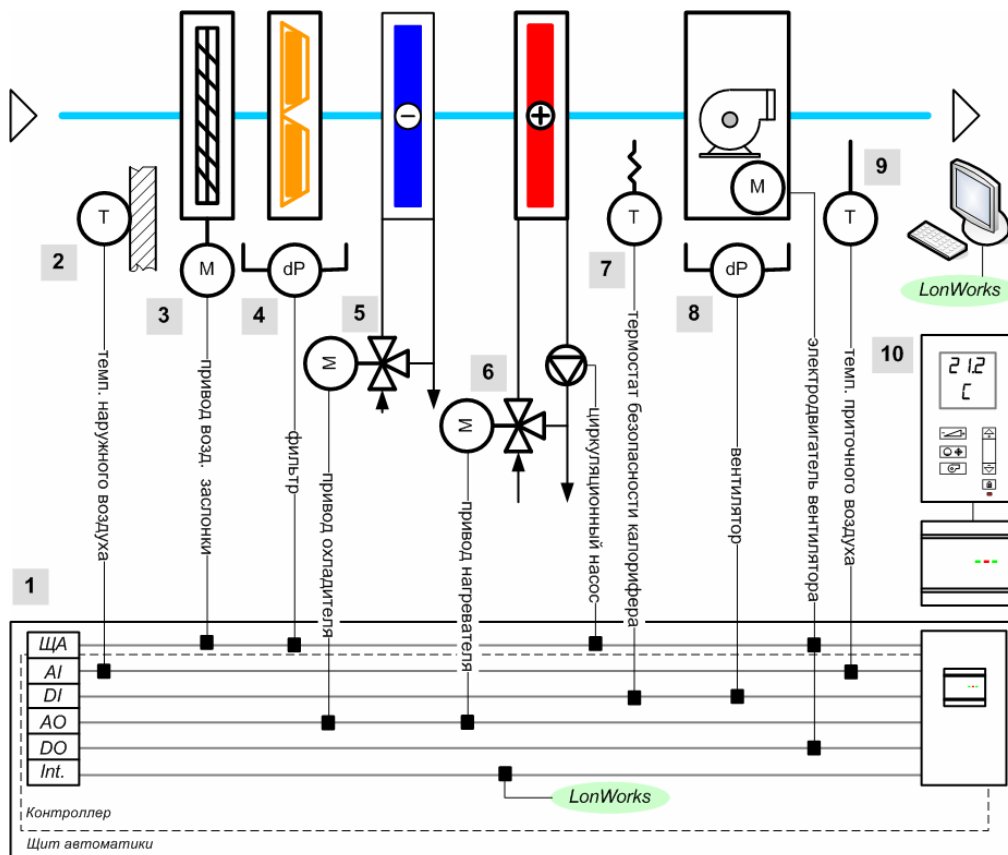 M
T
T
T
9
2
M
dP
dP
LonWorks
3
4
5
7
8
M
6
10
21.2
C
M
темп. наружного воздуха
привод возд. заслонки
фильтр
привод охладителя
привод нагревателя
циркуляционный насос
термостат безопасности калорифера
вентилятор
электродвигатель вентилятора
темп. приточного воздуха
1
ЩА
AI
DI
AO
DO
Int.
LonWorks
Контроллер
Щит автоматики